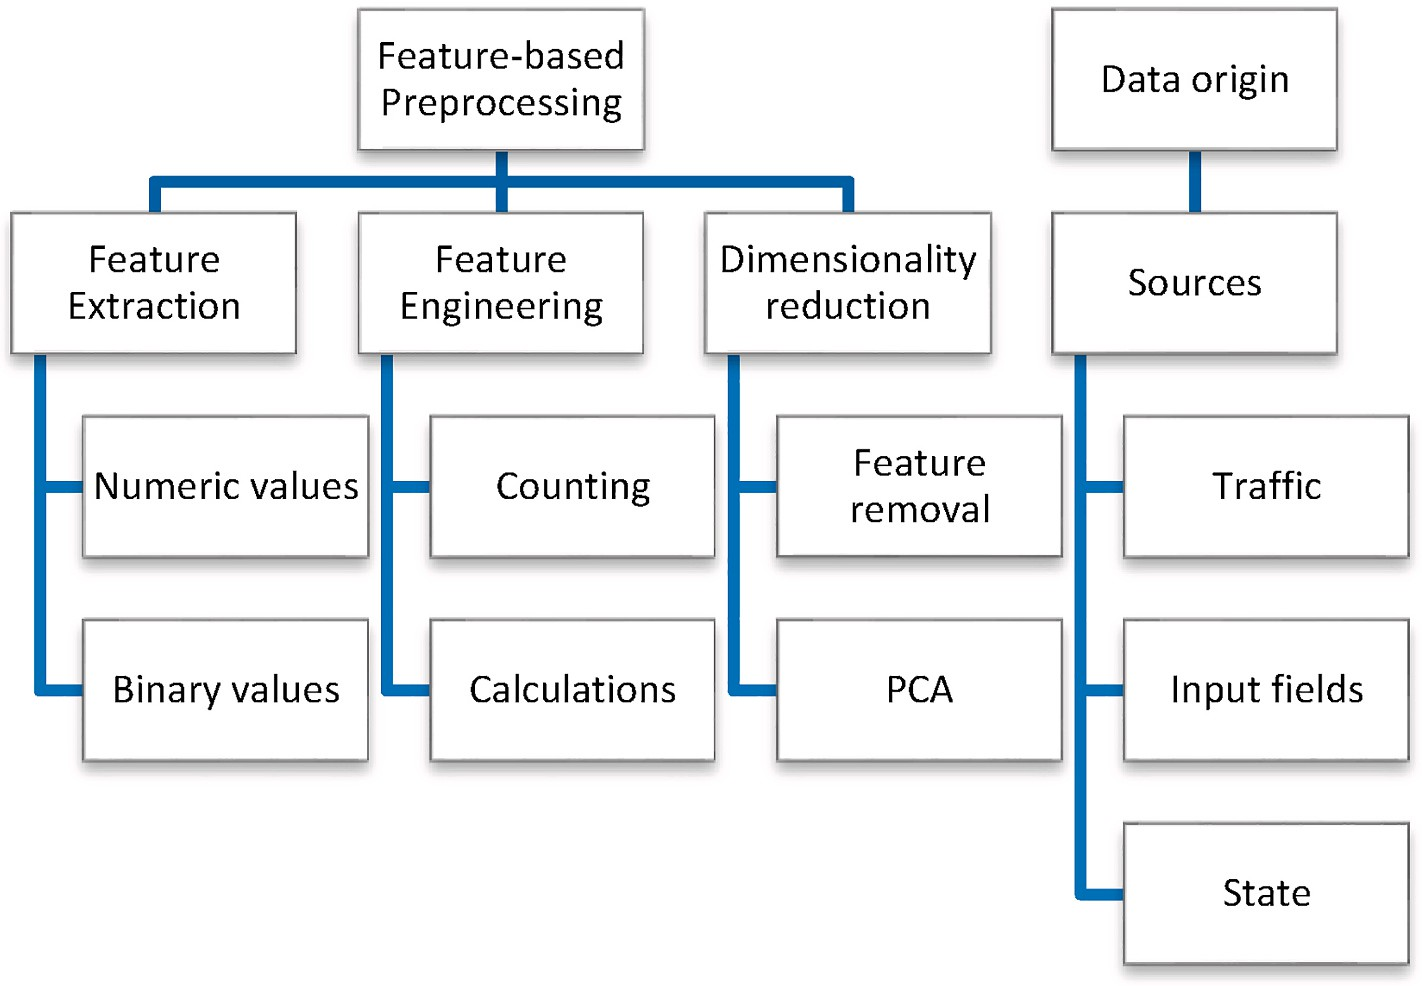 Feature-based
Preprocessing
Data origin
Feature
Extraction
Feature
Engineering
Dimensionality
reduction
Sources
Numeric values
Counting
Feature
removal
Traffic
Binary values
Calculations
PCA
Input fields
State